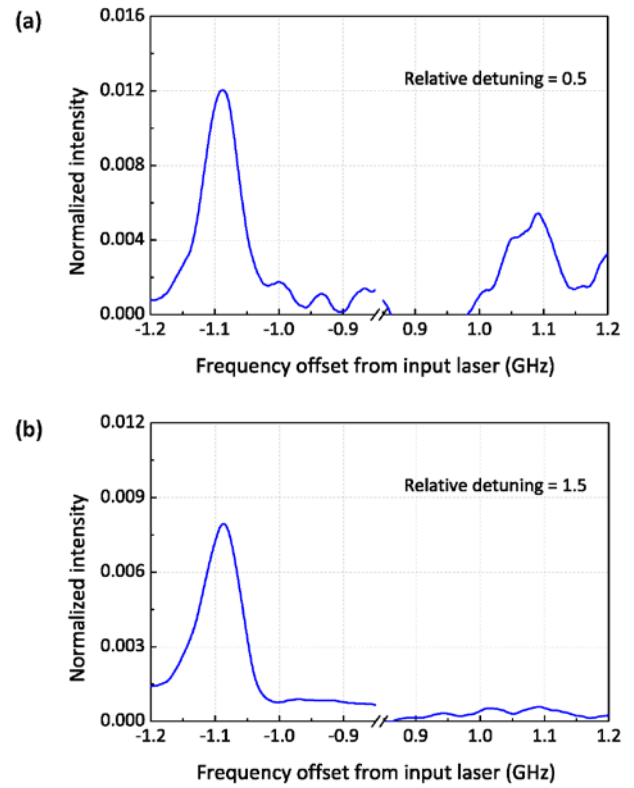 (a)
0.016
0.012
0.008
0.004
0.000
Normalized intensity
Relative detuning = 0.5
-1.2 -1.1 -1.0 -0.9 // 0.9 1.0 1.1 1.2
Frequency offset from input laser (GHz)
(b)
0.012
0.009
0.006
0.003
0.000
Normalized intensity
Relative detuning = 1.5
-1.2 -1.1 -1.0 -0.9 // 0.9 1.0 1.1 1.2
Frequency offset from input laser (GHz)